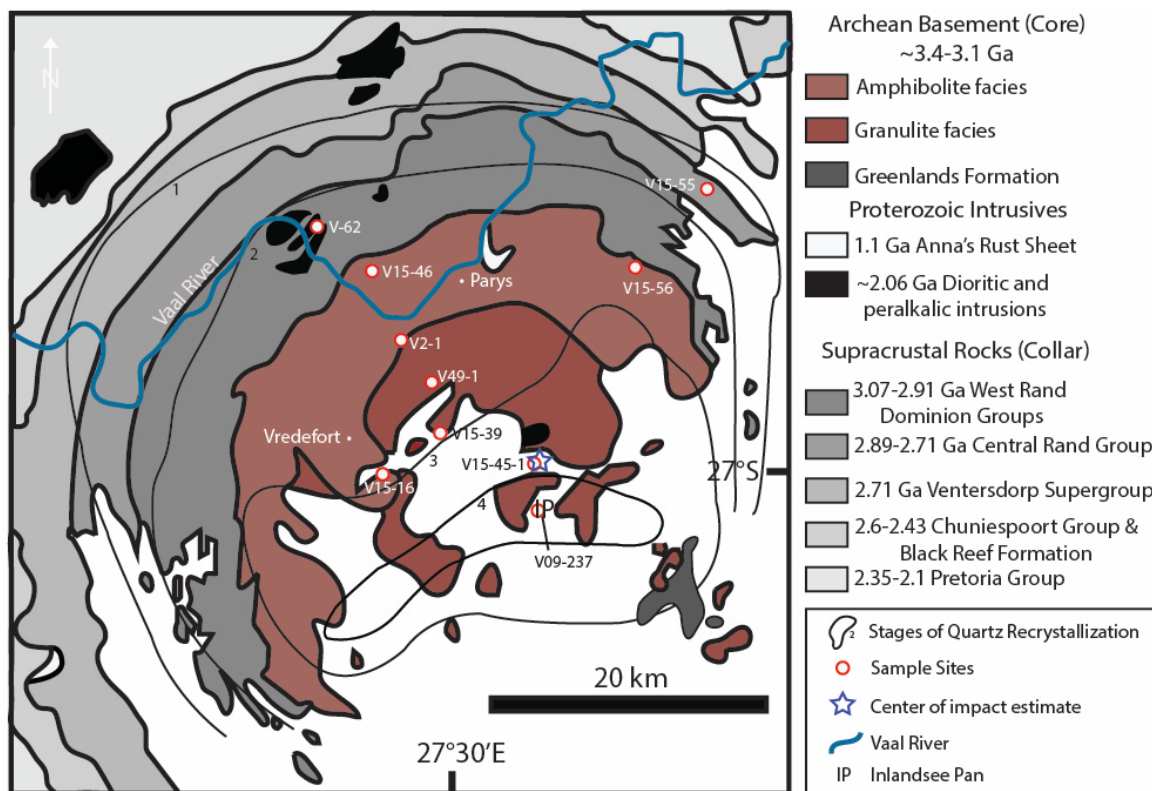 N
1
V15-55
V-62
2
Vaal River
V15-46
Parys
V15-56
V2-1
V49-1
Vredefort
V15-39
3
V15-45-1
27°S
V15-16
4
IP
V09-237
20 km
27°30'E
Archean Basement (Core)
~3.4-3.1 Ga
Amphibolite facies
Granulite facies
Greenlands Formation
Proterozoic Intrusives
1.1 Ga Anna's Rust Sheet
~2.06 Ga Dioritic and
peralkalic intrusions
Supracrustal Rocks (Collar)
3.07-2.91 Ga West Rand
Dominion Groups
2.89-2.71 Ga Central Rand Group
2.71 Ga Ventersdorp Supergroup
2.6-2.43 Chuniespoort Group &
Black Reef Formation
2.35-2.1 Pretoria Group
2 Stages of Quartz Recrystallization
Sample Sites
Center of impact estimate
Vaal River
IP Inlandsee Pan